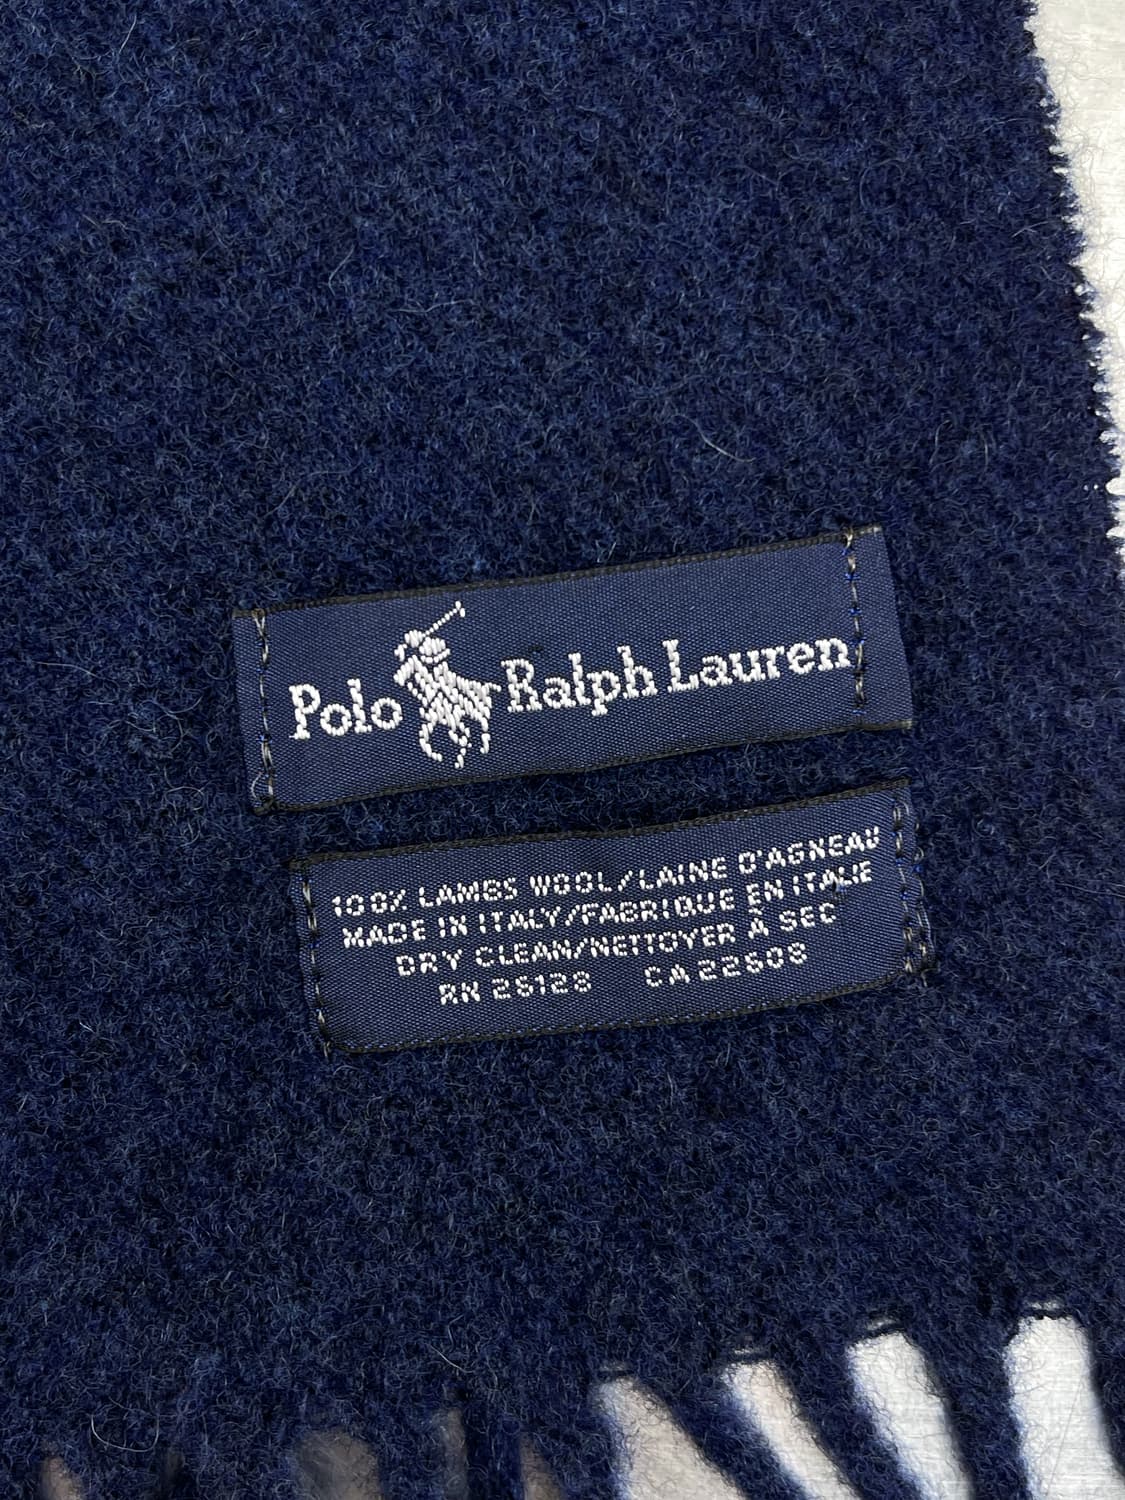 Polo Ralph Lauren
100% LAMBS WOOL/LAINE D'AGNEAU
MADE IN ITALY/FABRIQUE EN ITALIE
DRY CLEAN/NETTOYER À SEC
RN 26128 CA 22608